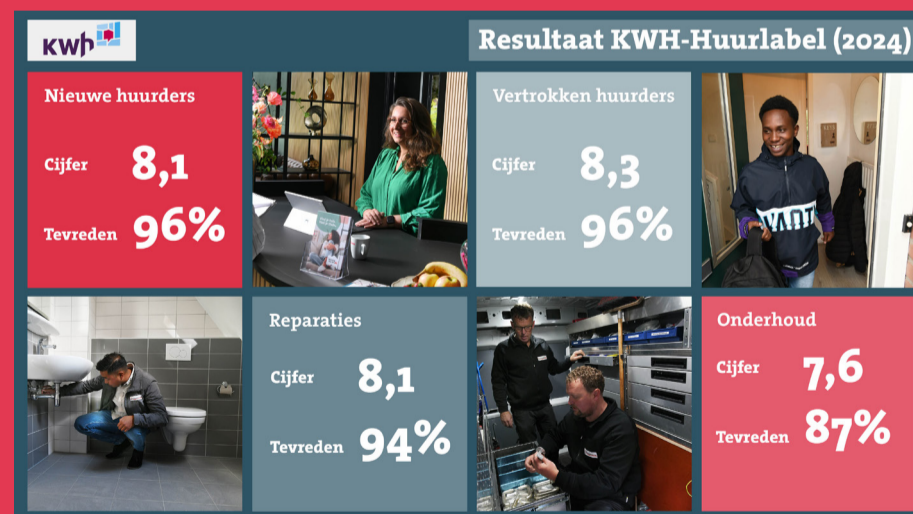 kwh
Resultaat KWH-Huurlabel (2024)
Nieuwe huurders
Cijfer 8,1
Tevreden 96%
Vertrokken huurders
Cijfer 8,3
Tevreden 96%
Reparaties
Cijfer 8,1
Tevreden 94%
Onderhoud
Cijfer 7,6
Tevreden 87%